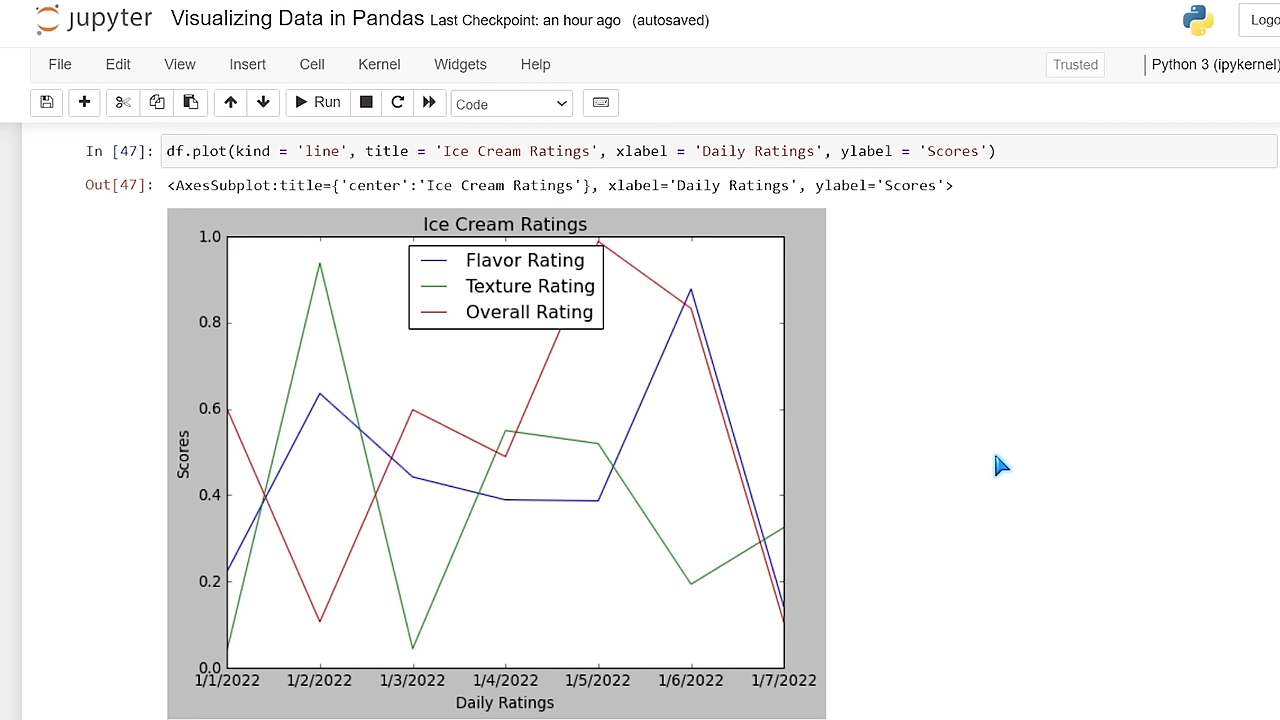 jupyter Visualizing Data in Pandas Last Checkpoint: an hour ago (autosaved)
File Edit View Insert Cell Kernel Widgets Help Trusted Python 3 (ipykernel)
Run Code
In [47]: df.plot(kind = 'line', title = 'Ice Cream Ratings', xlabel = 'Daily Ratings', ylabel = 'Scores')
Out[47]: <AxesSubplot:title={'center':'Ice Cream Ratings'}, xlabel='Daily Ratings', ylabel='Scores'>
Ice Cream Ratings
1.0
Flavor Rating
Texture Rating
Overall Rating
0.8
0.6
Scores
0.4
0.2
0.0
1/1/2022 1/2/2022 1/3/2022 1/4/2022 1/5/2022 1/6/2022 1/7/2022
Daily Ratings